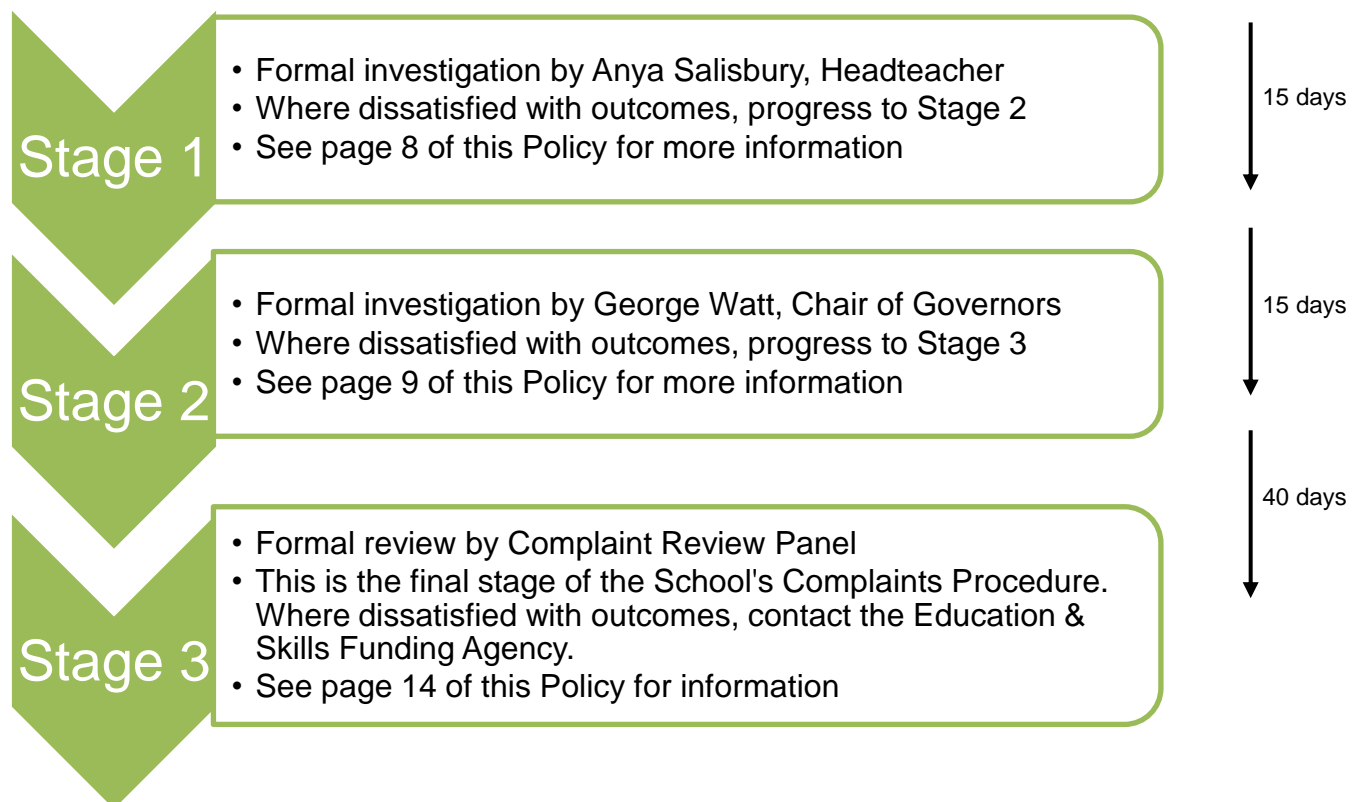 Stage 1
• Formal investigation by Anya Salisbury, Headteacher
• Where dissatisfied with outcomes, progress to Stage 2
• See page 8 of this Policy for more information
15 days
Stage 2
• Formal investigation by George Watt, Chair of Governors
• Where dissatisfied with outcomes, progress to Stage 3
• See page 9 of this Policy for more information
15 days
Stage 3
• Formal review by Complaint Review Panel
• This is the final stage of the School's Complaints Procedure.
Where dissatisfied with outcomes, contact the Education &
Skills Funding Agency.
• See page 14 of this Policy for information
40 days